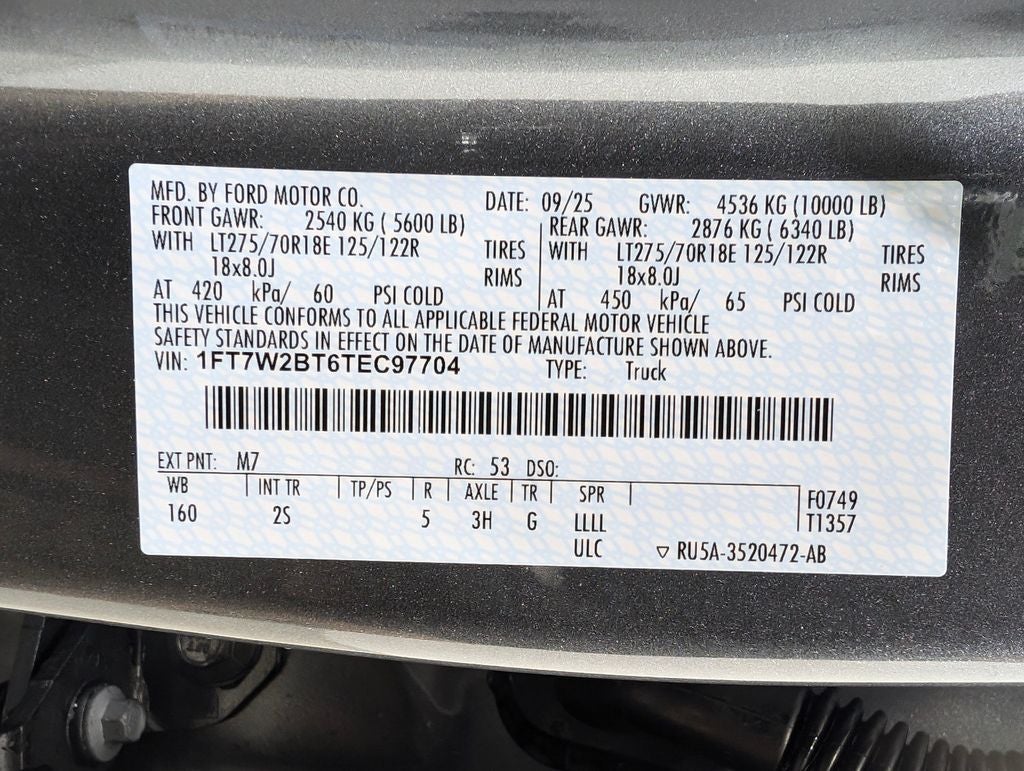 MFD. BY FORD MOTOR CO. DATE: 09/25 GVWR: 4536 KG (10000 LB)
FRONT GAWR: 2540 KG ( 5600 LB) REAR GAWR: 2876 KG ( 6340 LB)
WITH LT275/70R18E 125/122R TIRES WITH LT275/70R18E 125/122R TIRES
18x8.0J RIMS 18x8.0J RIMS
AT 420 kPa/ 60 PSI COLD AT 450 kPa/ 65 PSI COLD
THIS VEHICLE CONFORMS TO ALL APPLICABLE FEDERAL MOTOR VEHICLE
SAFETY STANDARDS IN EFFECT ON THE DATE OF MANUFACTURE SHOWN ABOVE.
VIN: 1FT7W2BT6TEC97704 TYPE: Truck
EXT PNT: M7 RC: 53 DSO:
WB INT TR TP/PS R AXLE TR SPR F0749
160 2S 5 3H G LLLL T1357
ULC ▽ RU5A-3520472-AB